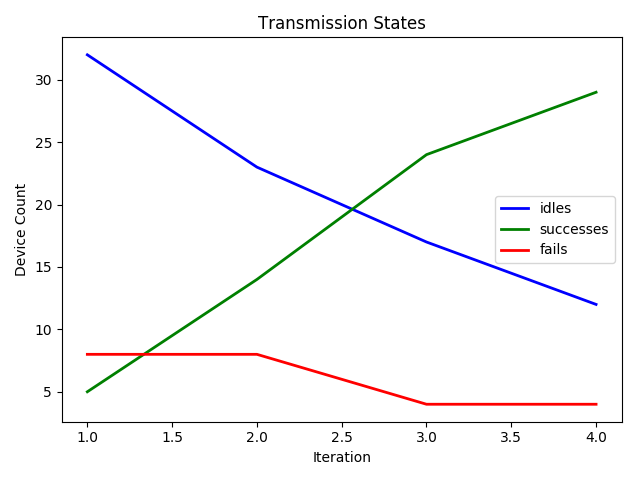 Transmission States
Device Count
30
25
20
15
10
5
idles
successes
fails
1.0 1.5 2.0 2.5 3.0 3.5 4.0
Iteration